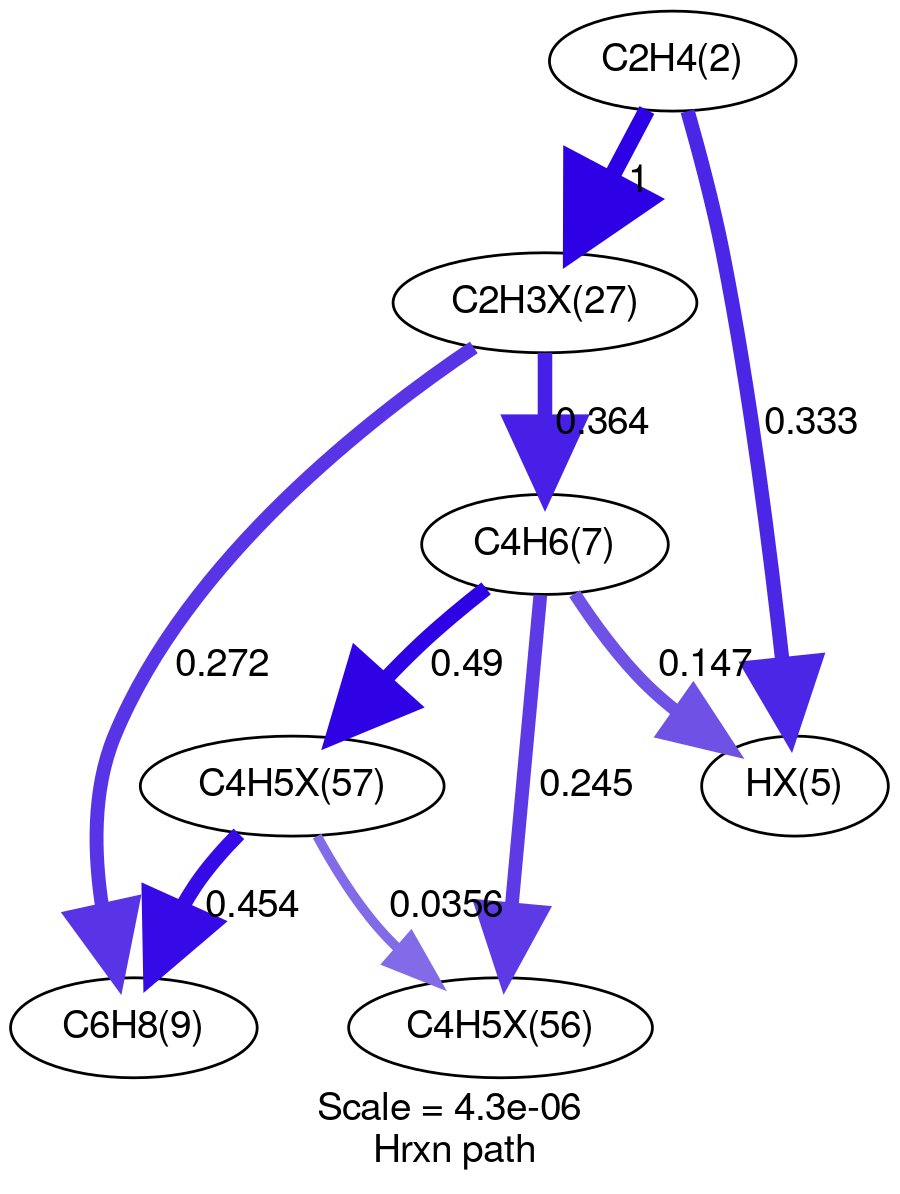 C2H4(2)
1
C2H3X(27)
0.364
0.333
C4H6(7)
0.272
0.49
0.147
C4H5X(57)
0.245
HX(5)
0.454
0.0356
C6H8(9)
C4H5X(56)
Scale = 4.3e-06
Hrxn path